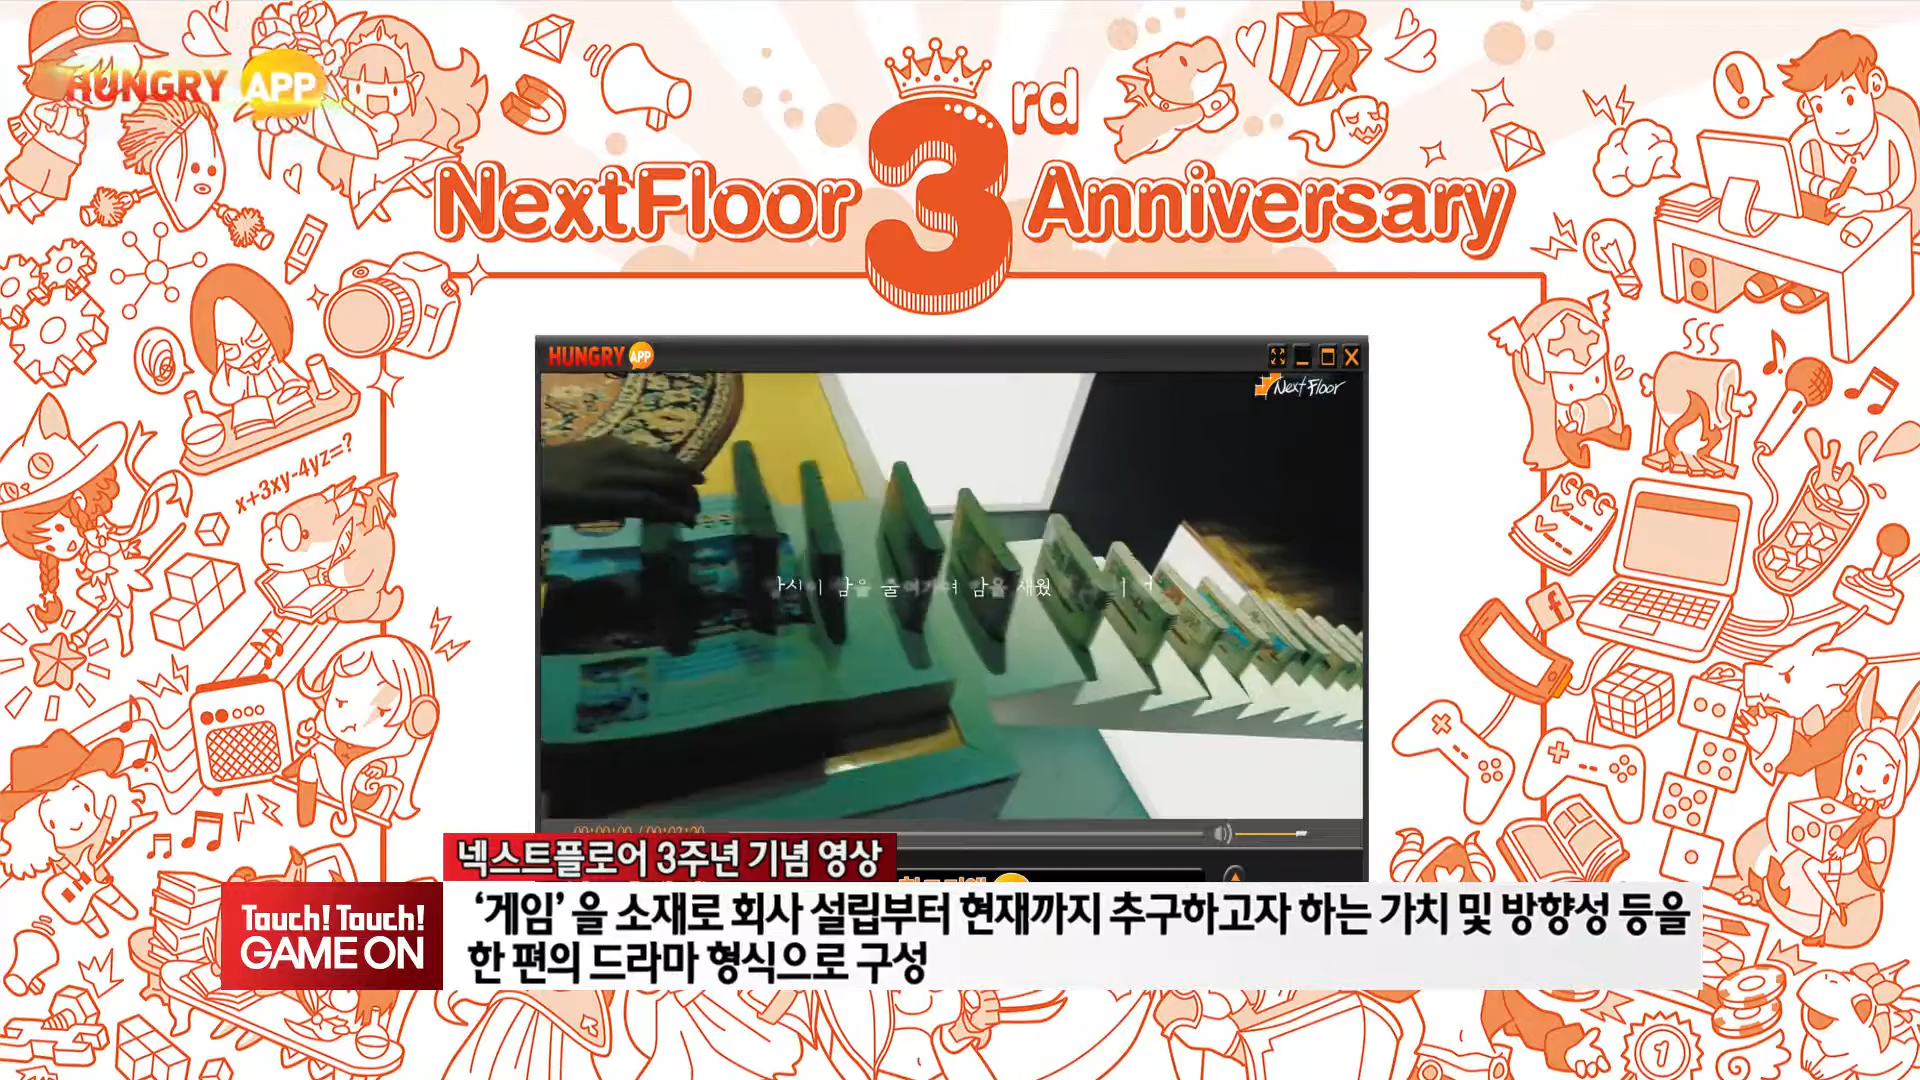 HUNGRY APP
3rd
NextFloor Anniversary
x+3xy-4yz=?
HUNGRY APP
Next Floor
넥스트플로어 3주년 기념 영상
Touch! Touch!
GAME ON
‘게임’ 을 소재로 회사 설립부터 현재까지 추구하고자 하는 가치 및 방향성 등을
한 편의 드라마 형식으로 구성
1